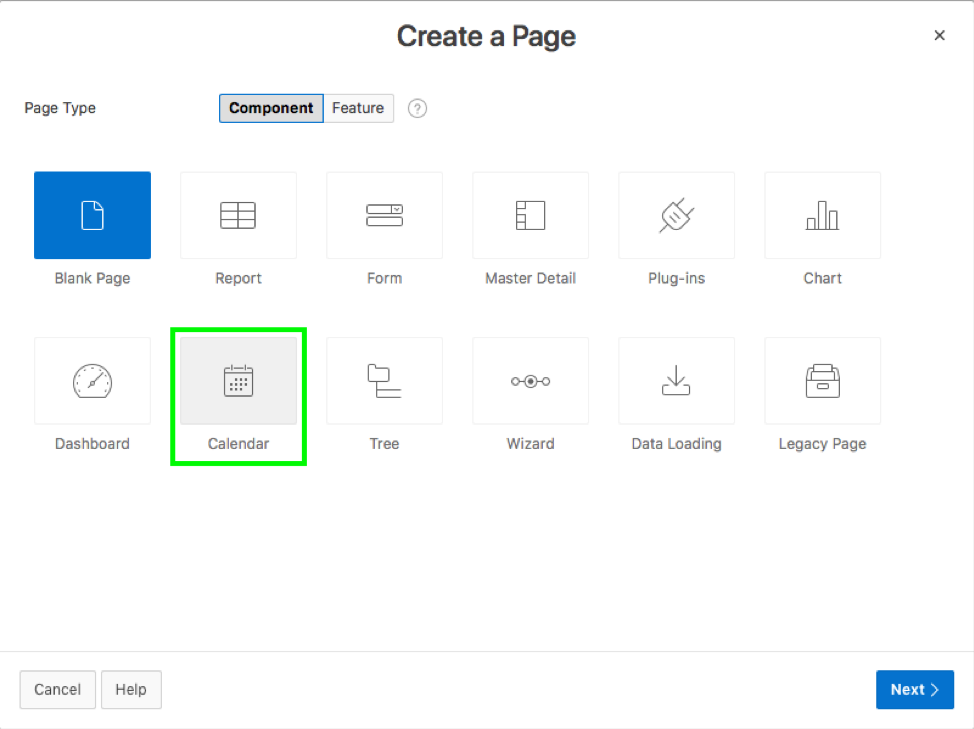 Create a Page
Page Type
Component Feature ?
Blank Page Report Form Master Detail Plug-ins Chart
Dashboard Calendar Tree Wizard Data Loading Legacy Page
Cancel Help Next